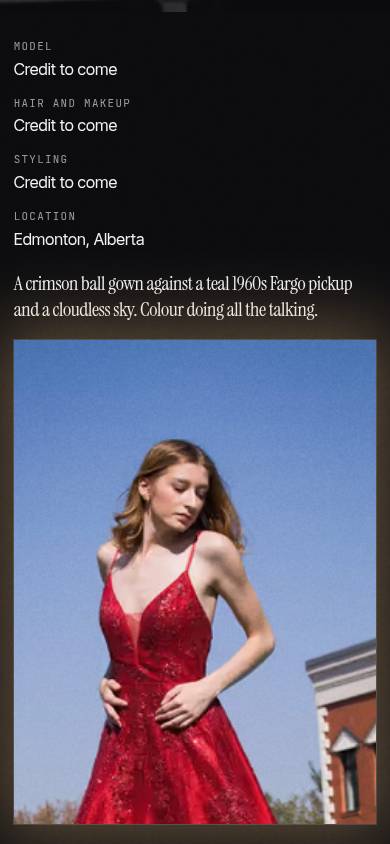 MODEL
Credit to come
HAIR AND MAKEUP
Credit to come
STYLING
Credit to come
LOCATION
Edmonton, Alberta
A crimson ball gown against a teal 1960s Fargo pickup
and a cloudless sky. Colour doing all the talking.